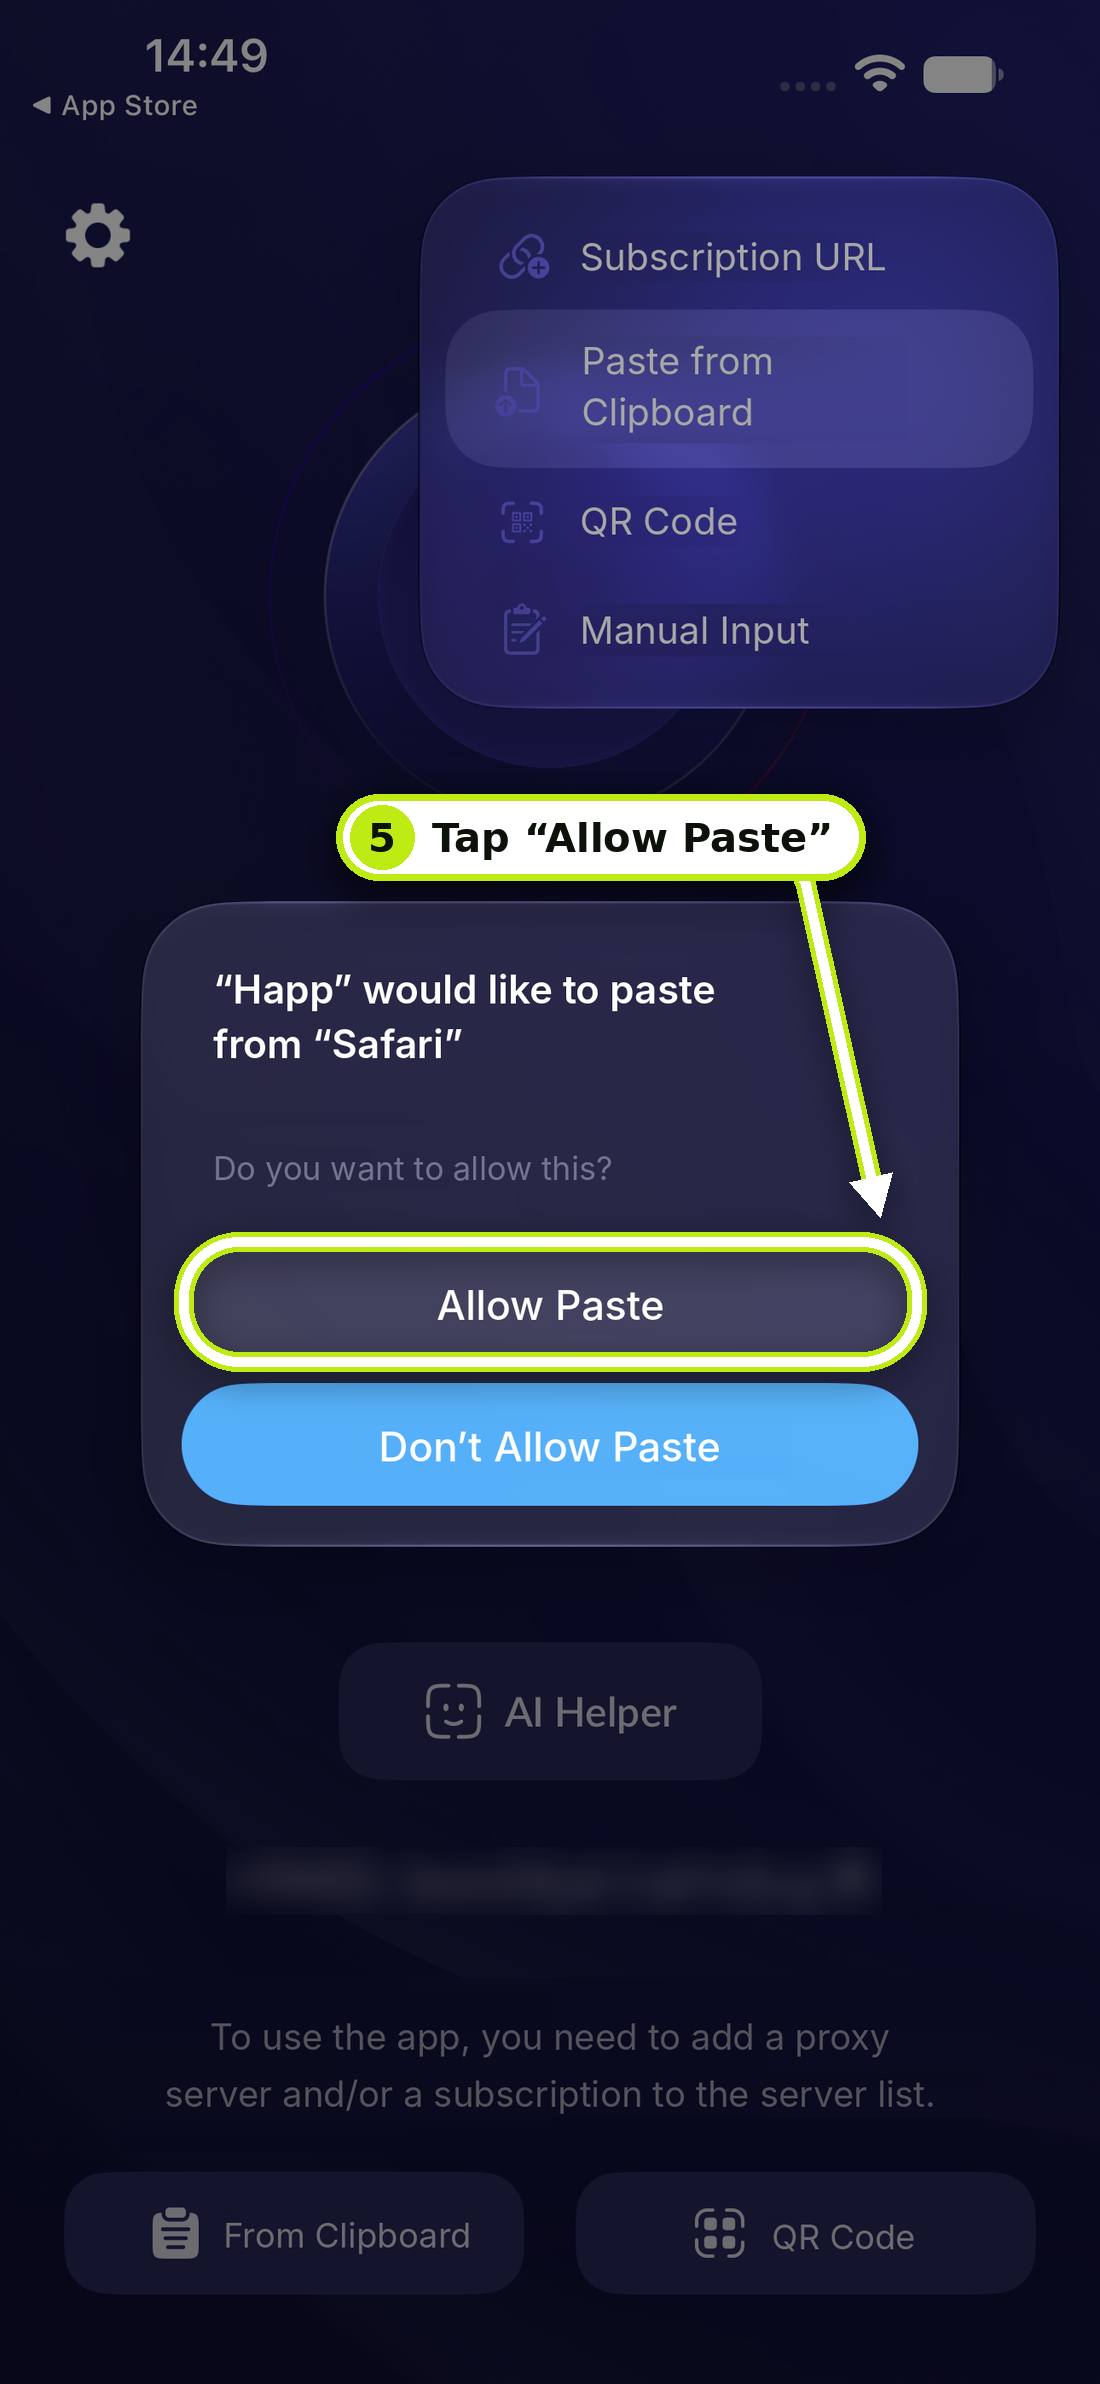 14:49
App Store
Subscription URL
Paste from
Clipboard
QR Code
Manual Input
5 Tap “Allow Paste”
“Happ” would like to paste
from “Safari”
Do you want to allow this?
Allow Paste
Don’t Allow Paste
AI Helper
To use the app, you need to add a proxy
server and/or a subscription to the server list.
From Clipboard
QR Code